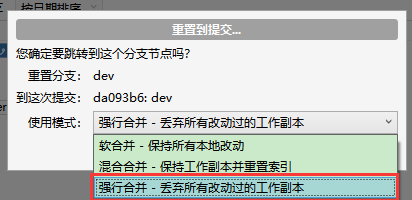 按日期排序
重置到提交...
您确定要跳转到这个分支节点吗?
重置分支: dev
到这次提交: da093b6: dev
使用模式: 强行合并 - 丢弃所有改动过的工作副本
软合并 - 保持所有本地改动
混合合并 - 保持工作副本并重置索引
强行合并 - 丢弃所有改动过的工作副本